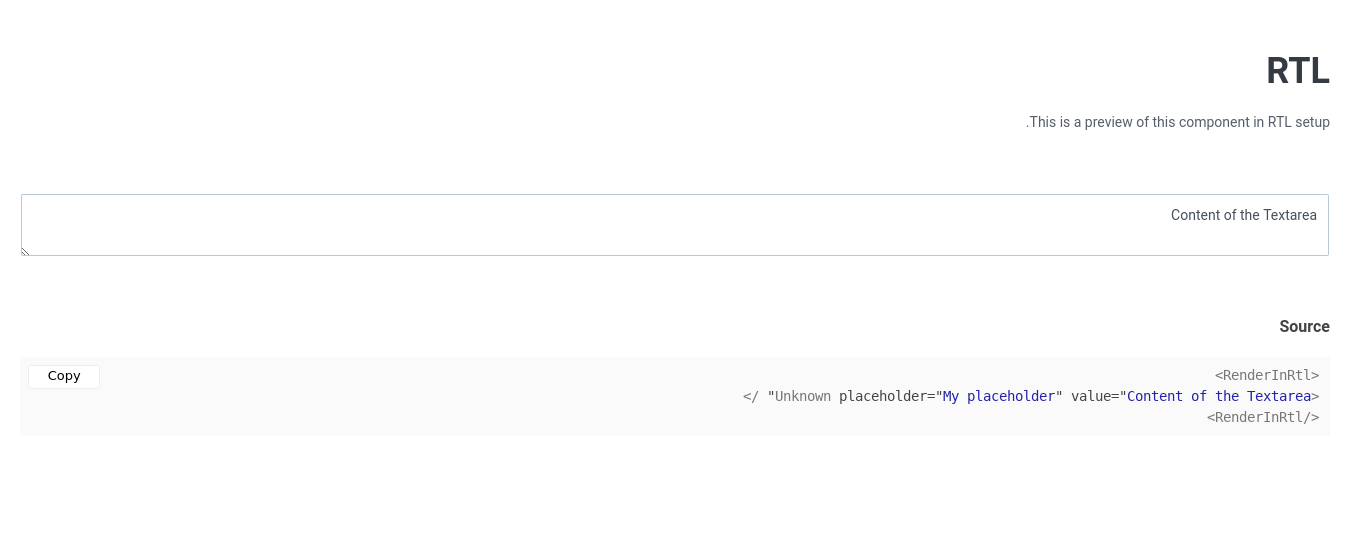 RTL
This is a preview of this component in RTL setup.
Content of the Textarea
Source
Copy
<RenderInRtl>
<Unknown placeholder="My placeholder" value="Content of the Textarea" />
</RenderInRtl>